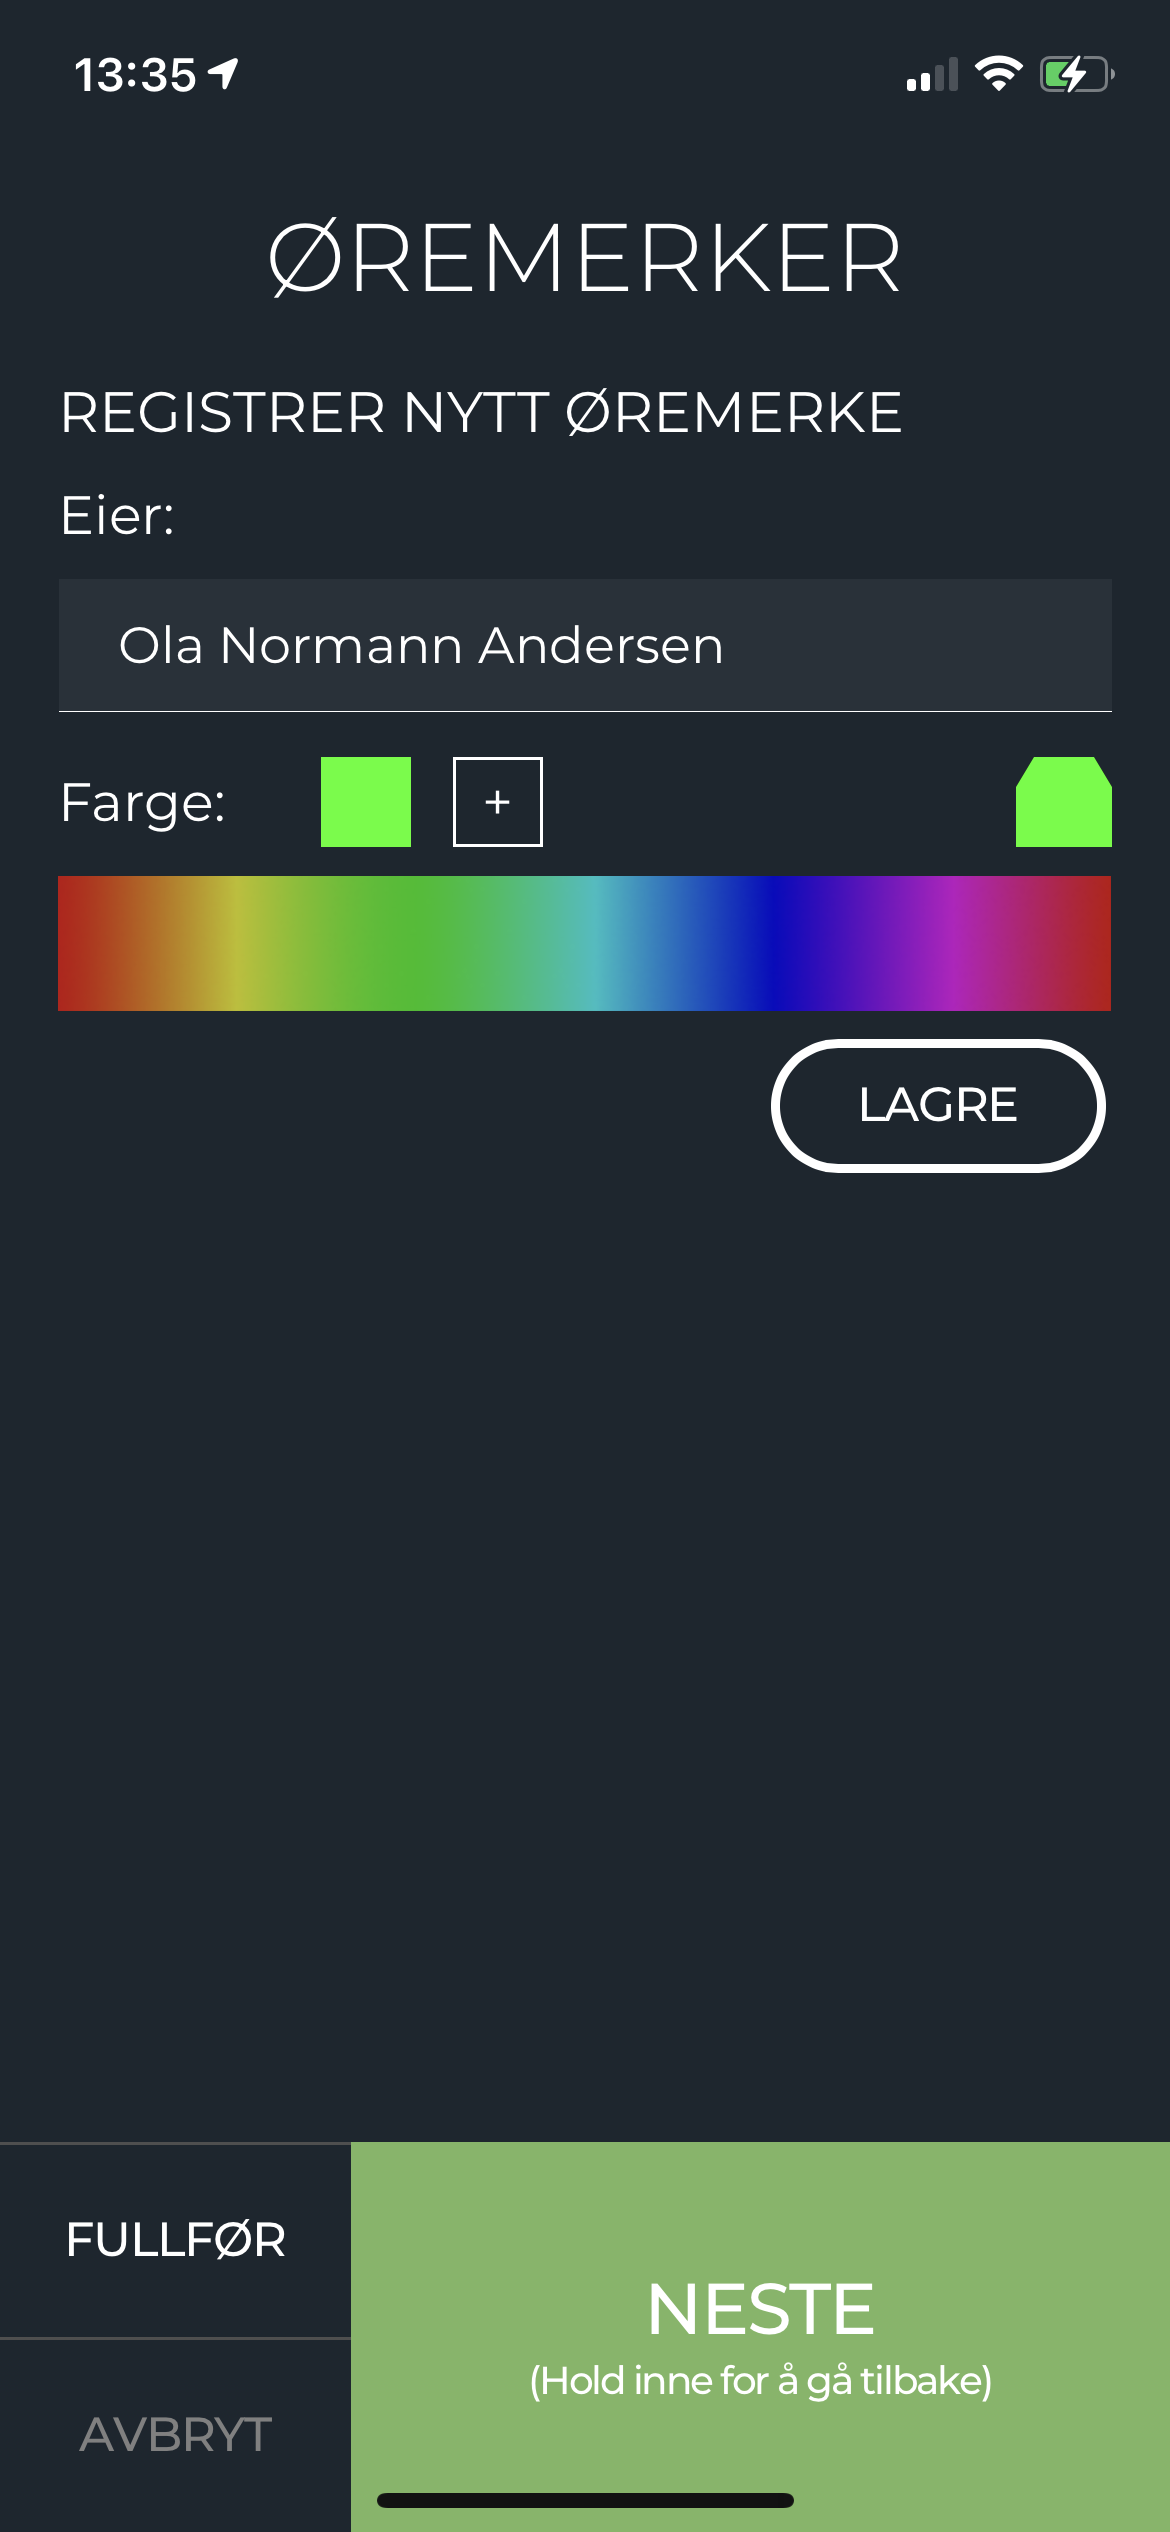 13:35
ØREMERKER
REGISTRER NYTT ØREMERKE
Eier:
Ola Normann Andersen
Farge:
+
LAGRE
FULLFØR
NESTE
(Hold inne for å gå tilbake)
AVBRYT